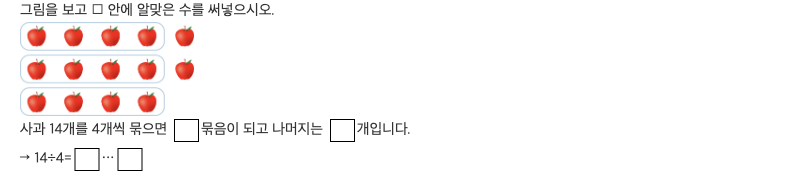 그림을 보고 □ 안에 알맞은 수를 써넣으시오.
사과 14개를 4개씩 묶으면 □묶음이 되고 나머지는 □개입니다.
→ 14÷4=□⋯□